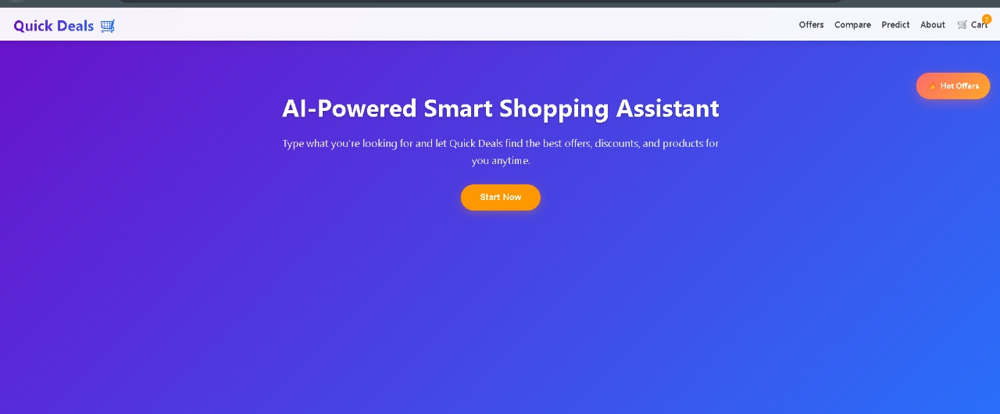 Quick Deals 🛒
Offers
Compare
Predict
About
🛒 Cart
2
🔥 Hot Offers
AI-Powered Smart Shopping Assistant
Type what you're looking for and let Quick Deals find the best offers, discounts, and products for
you anytime.
Start Now